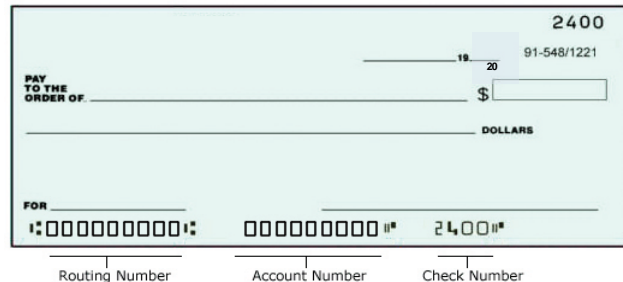 2400
19 20 91-548/1221
PAY
TO THE
ORDER OF $
DOLLARS
FOR
⑆000000000⑆ 000000000⑈ 2400⑈
Routing Number Account Number Check Number